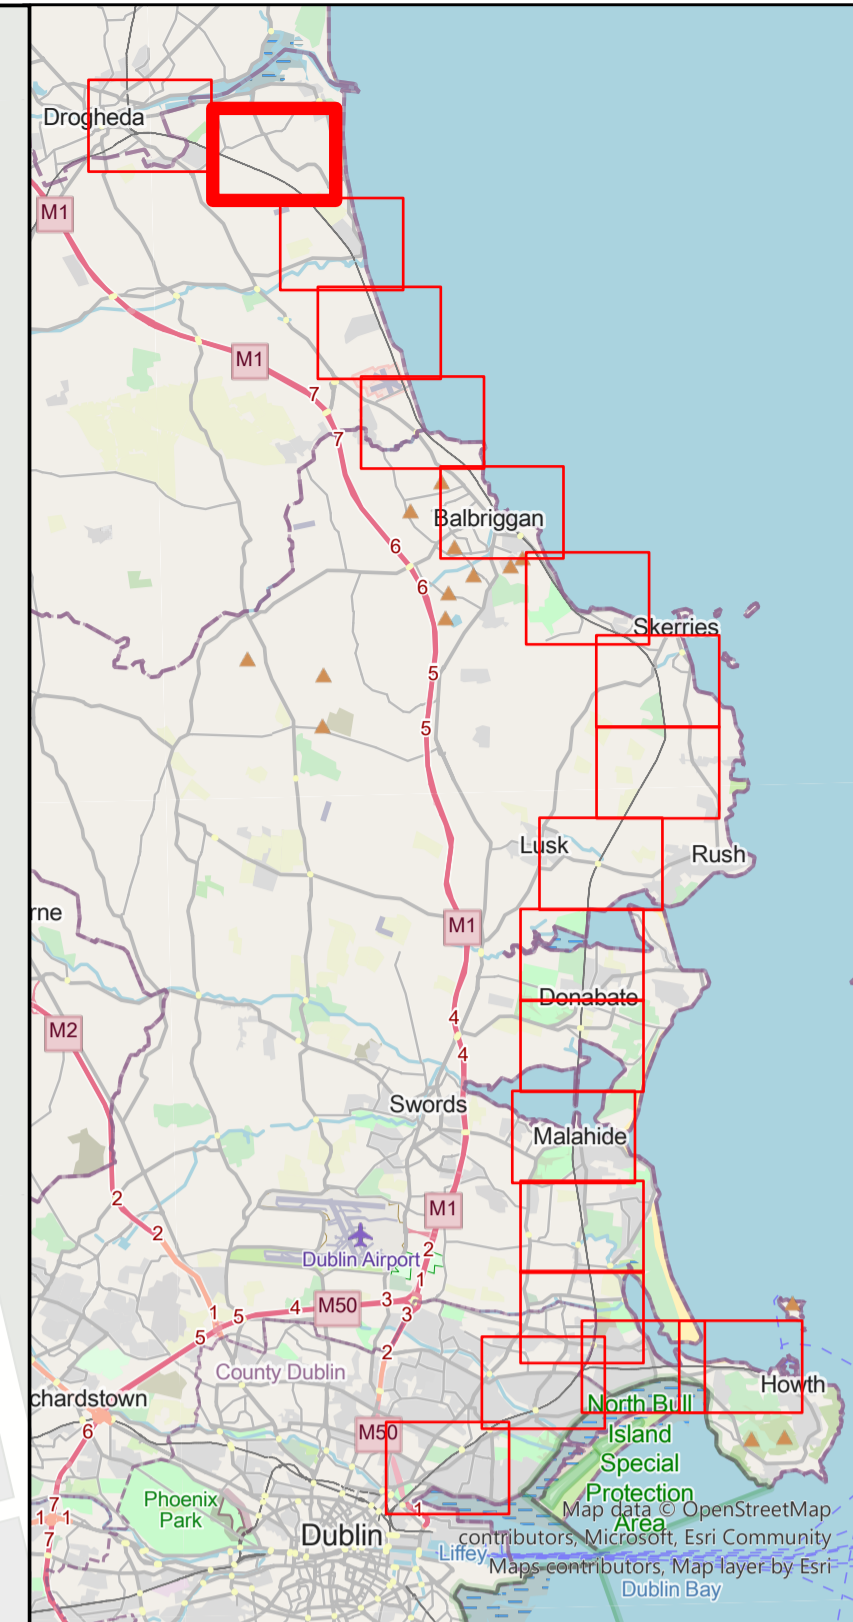 Drogheda
M1
M1
7
7
Balbriggan
6
6
Skerries
5
5
Lusk
Rush
rne
M1
Donabate
M2
4
4
Swords
Malahide
2
M1
2
Dublin Airport
2
1
M50
3
4
5
3
1
5
2
County Dublin
Howth
chardstown
North Bull
Island
Special
Protection
Area
M50
6
Phoenix
Park
7
1
1
7
1
Dublin
Liffey
Map data © OpenStreetMap
contributors, Microsoft, Esri Community
Maps contributors, Map layer by Esri
Dublin Bay